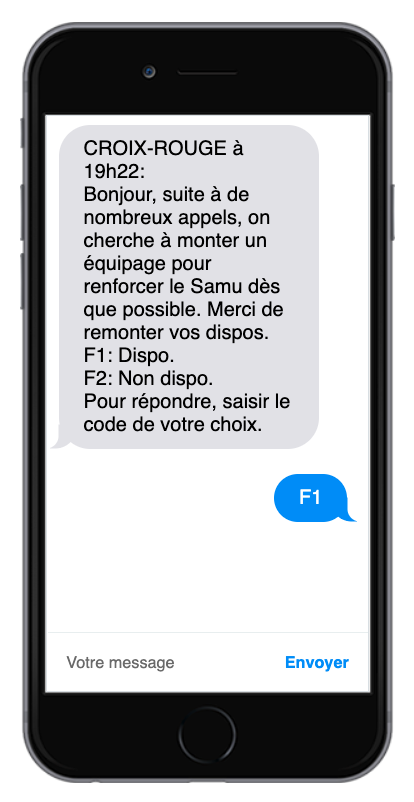 CROIX-ROUGE à
19h22:
Bonjour, suite à de
nombreux appels, on
cherche à monter un
équipage pour
renforcer le Samu dès
que possible. Merci de
remonter vos dispos.
F1: Dispo.
F2: Non dispo.
Pour répondre, saisir le
code de votre choix.
F1
Votre message Envoyer